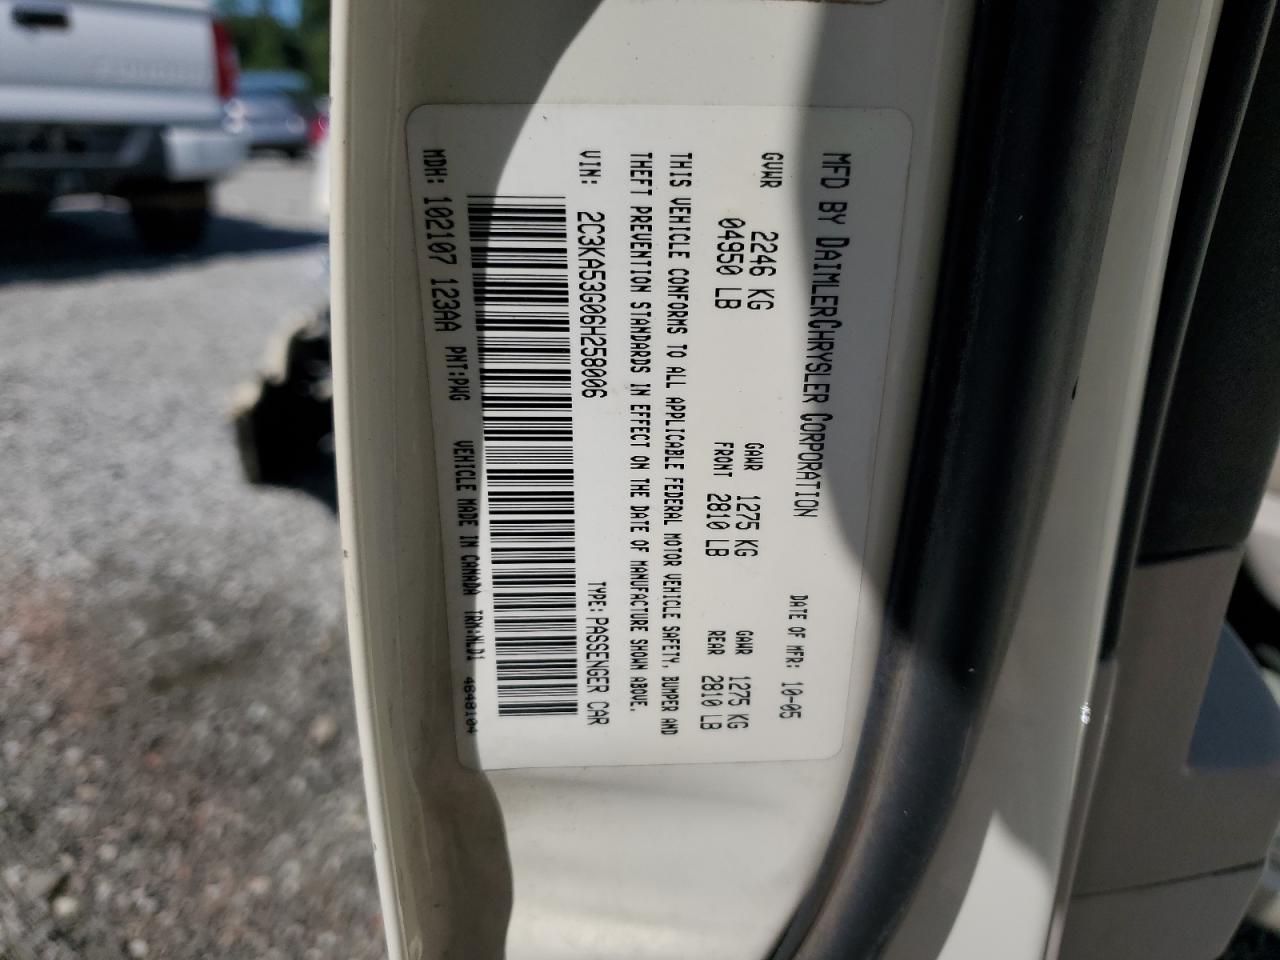 MFD BY DAIMLERCHRYSLER CORPORATION
DATE OF MFR: 10-05
GVWR 2246 KG
04950 LB
GAWR FRONT 1275 KG
2810 LB
GAWR REAR 1275 KG
2810 LB
THIS VEHICLE CONFORMS TO ALL APPLICABLE FEDERAL MOTOR VEHICLE SAFETY, BUMPER AND
THEFT PREVENTION STANDARDS IN EFFECT ON THE DATE OF MANUFACTURE SHOWN ABOVE.
VIN: 2C3KA53G06H258006 TYPE: PASSENGER CAR
MDH: 102107 123AA PNT:PWG VEHICLE MADE IN CANADA TRM:NLD1 4648104